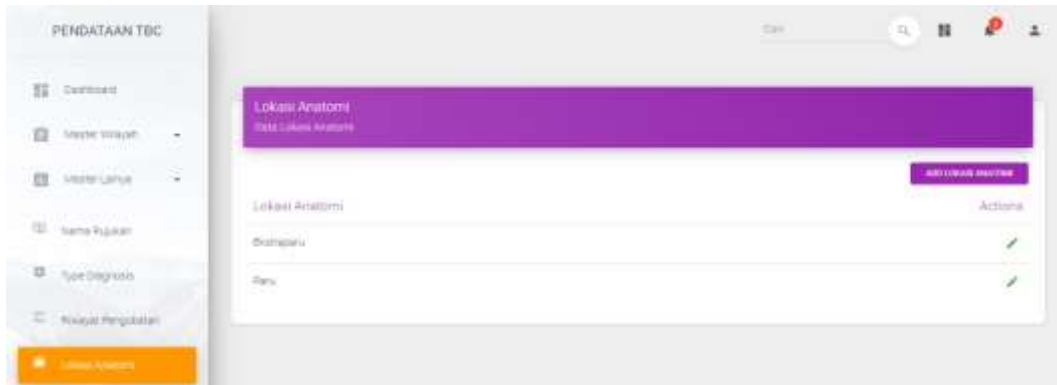 PENDATAAN TBC
Cari
Dashboard
Master Wilayah
Master Lainya
Nama Rujukan
Type Diagnosis
Riwayat Pengobatan
Lokasi Anatomi
Lokasi Anatomi
Data Lokasi Anatomi
ADD LOKASI ANATOMI
Lokasi Anatomi Actions
Ekstraparu
Paru